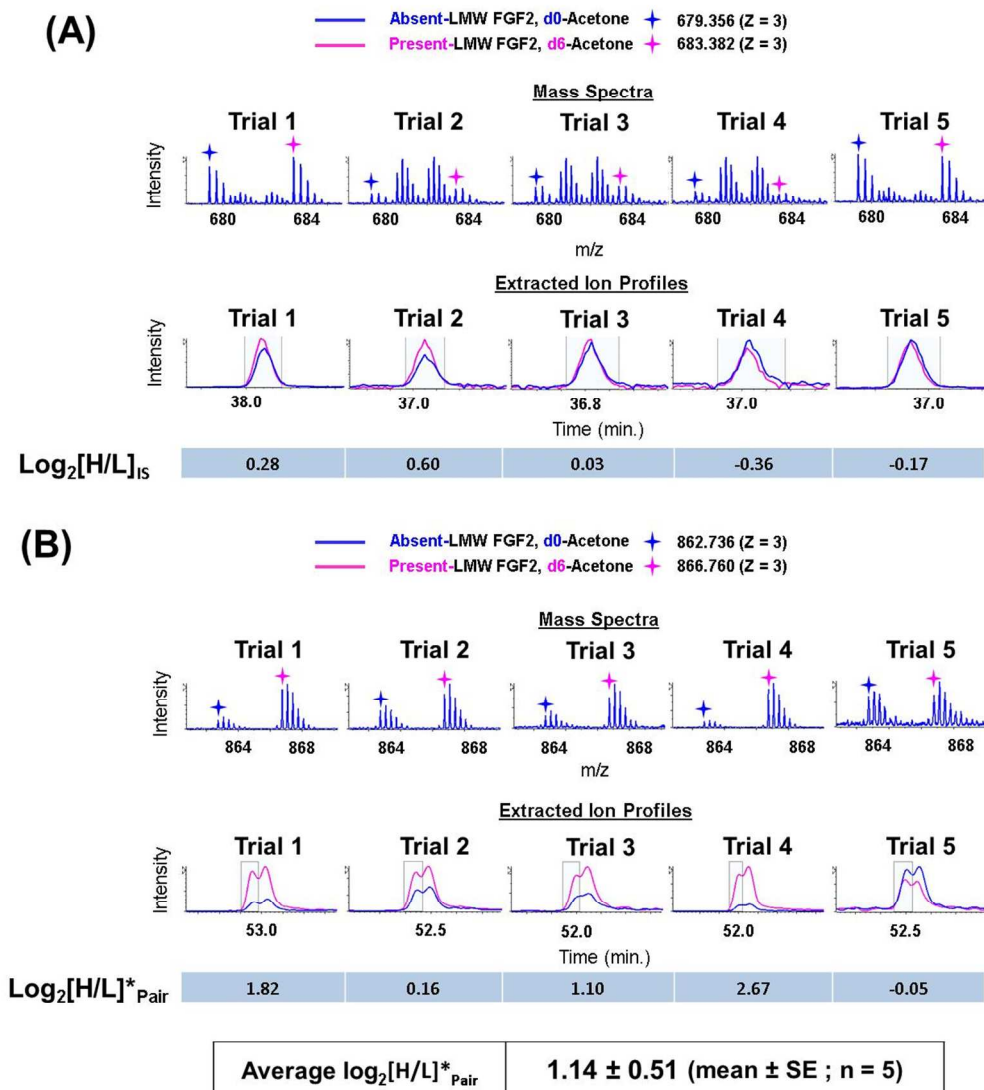 (A)
Absent-LMW FGF2, d0-Acetone 679.356 (Z = 3)
Present-LMW FGF2, d6-Acetone 683.382 (Z = 3)
Mass Spectra
Trial 1 Trial 2 Trial 3 Trial 4 Trial 5
Intensity
680 684 680 684 680 684 680 684 680 684
m/z
Extracted Ion Profiles
Trial 1 Trial 2 Trial 3 Trial 4 Trial 5
Intensity
38.0 37.0 36.8 37.0 37.0
Time (min.)
Log2[H/L]IS 0.28 0.60 0.03 -0.36 -0.17
(B)
Absent-LMW FGF2, d0-Acetone 862.736 (Z = 3)
Present-LMW FGF2, d6-Acetone 866.760 (Z = 3)
Mass Spectra
Trial 1 Trial 2 Trial 3 Trial 4 Trial 5
Intensity
864 868 864 868 864 868 864 868 864 868
m/z
Extracted Ion Profiles
Trial 1 Trial 2 Trial 3 Trial 4 Trial 5
Intensity
53.0 52.5 52.0 52.0 52.5
Time (min.)
Log2[H/L]*Pair 1.82 0.16 1.10 2.67 -0.05
Average log2[H/L]*Pair 1.14 ± 0.51 (mean ± SE ; n = 5)